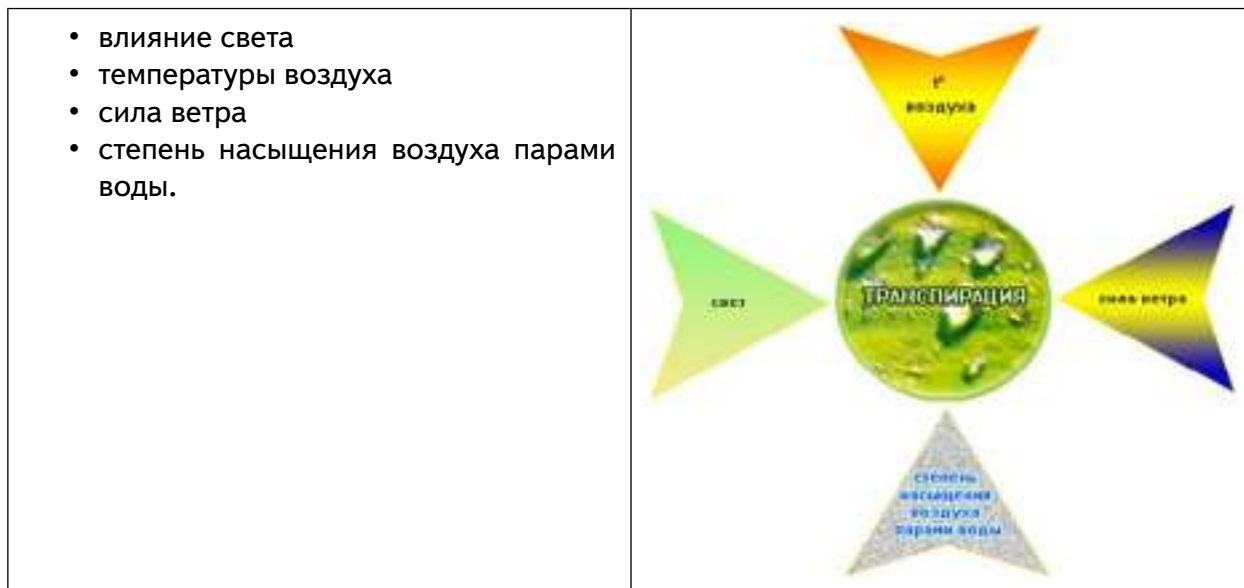 • влияние света
• температуры воздуха
• сила ветра
• степень насыщения воздуха парами
воды.
t°
воздуха
свет
ТРАНСПИРАЦИЯ
сила ветра
степень
насыщения
воздуха
парами воды